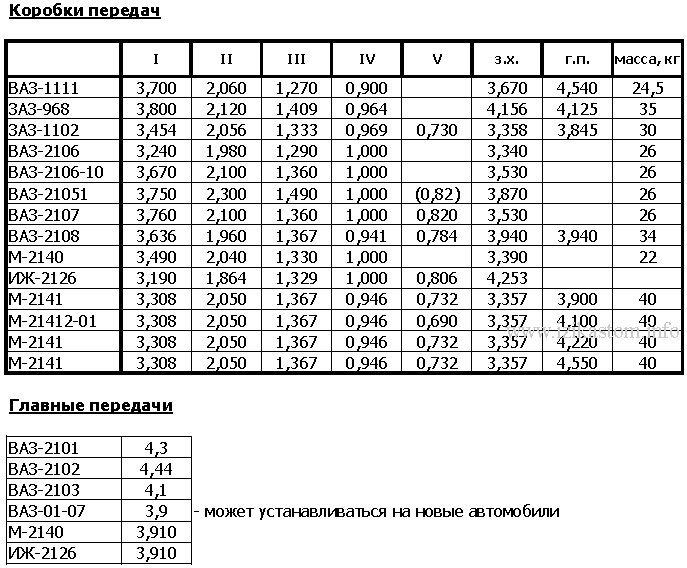 Коробки передач
I II III IV V з.х. г.п. масса, кг
ВАЗ-1111 3,700 2,060 1,270 0,900 3,670 4,540 24,5
ЗАЗ-968 3,800 2,120 1,409 0,964 4,156 4,125 35
ЗАЗ-1102 3,454 2,056 1,333 0,969 0,730 3,358 3,845 30
ВАЗ-2106 3,240 1,980 1,290 1,000 3,340 26
ВАЗ-2106-10 3,670 2,100 1,360 1,000 3,530 26
ВАЗ-21051 3,750 2,300 1,490 1,000 (0,82) 3,870 26
ВАЗ-2107 3,760 2,100 1,360 1,000 0,820 3,530 26
ВАЗ-2108 3,636 1,960 1,367 0,941 0,784 3,940 3,940 34
М-2140 3,490 2,040 1,330 1,000 3,390 22
ИЖ-2126 3,190 1,864 1,329 1,000 0,806 4,253
М-2141 3,308 2,050 1,367 0,946 0,732 3,357 3,900 40
М-21412-01 3,308 2,050 1,367 0,946 0,690 3,357 4,100 40
М-2141 3,308 2,050 1,367 0,946 0,732 3,357 4,220 40
М-2141 3,308 2,050 1,367 0,946 0,732 3,357 4,550 40
Главные передачи
ВАЗ-2101 4,3
ВАЗ-2102 4,44
ВАЗ-2103 4,1
ВАЗ-01-07 3,9 - может устанавливаться на новые автомобили
М-2140 3,910
ИЖ-2126 3,910